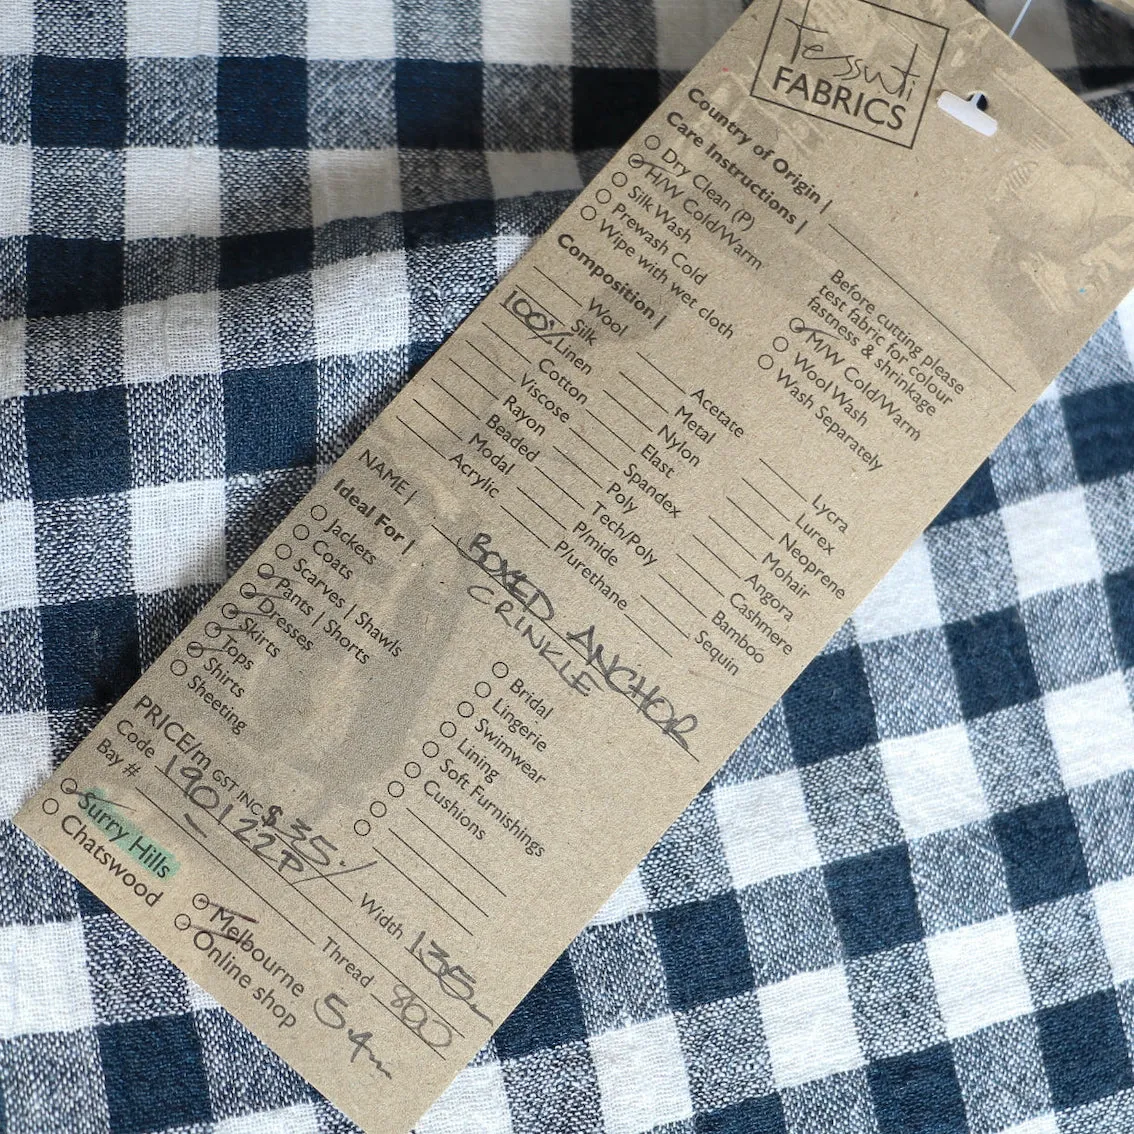 Tessuti
FABRICS
Country of Origin |
Care Instructions |
Dry Clean (P)
H/W Cold/Warm
Silk Wash
Prewash Cold
Wipe with wet cloth
Before cutting please
test fabric for colour
fastness & shrinkage
M/W Cold/Warm
Wool Wash
Wash Separately
Composition |
Wool
Silk
100% Linen
Cotton
Viscose
Rayon
Beaded
Modal
Acrylic
Acetate
Metal
Nylon
Elast
Spandex
Poly
Tech/Poly
P/mide
P/urethane
Lycra
Lurex
Neoprene
Mohair
Angora
Cashmere
Bamboo
Sequin
NAME | BOXED ANCHOR
CRINKLE
Ideal For |
Jackets
Coats
Scarves | Shawls
Pants | Shorts
Dresses
Skirts
Tops
Shirts
Sheeting
Bridal
Lingerie
Swimwear
Lining
Soft Furnishings
Cushions
PRICE/m GST INC. $35./
Code 190122B Width 135m
Bay # - Thread 800
Surry Hills
Chatswood
Melbourne
Online shop
5.4m